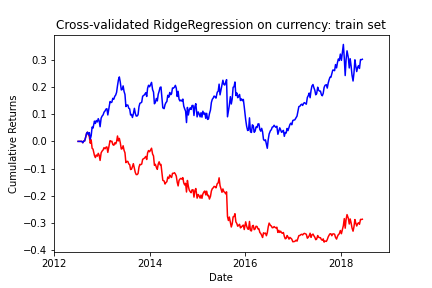 Cross-validated RidgeRegression on currency: train set
Cumulative Returns
0.3
0.2
0.1
0.0
−0.1
−0.2
−0.3
−0.4
2012 2014 2016 2018
Date